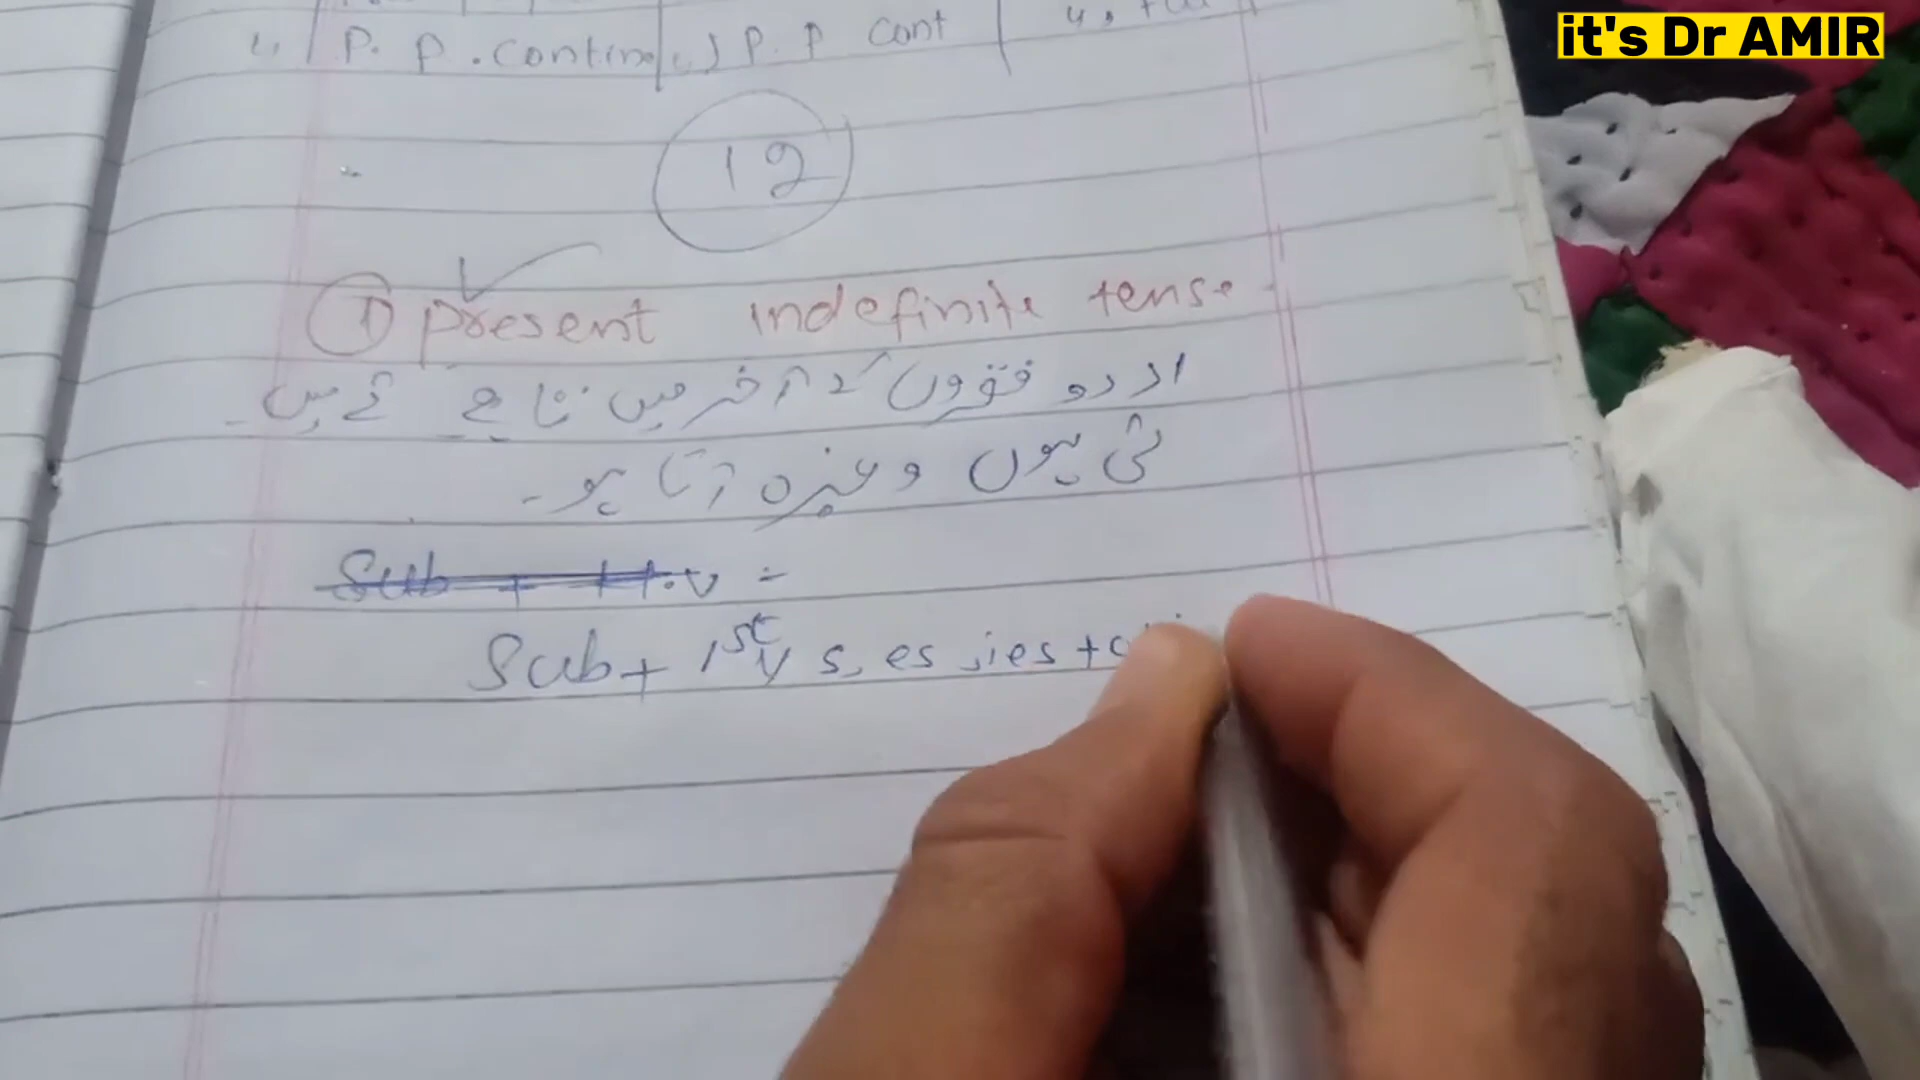 it's Dr AMIR
P. P. contin P. P cont
12
① present indefinite tense
اردو فقروں کے آخر میں تا ہے تے ہیں۔
تی ہوں وغیرہ آتا ہو۔
Sub + H.v =
Sub + 1st V s, es, ies +